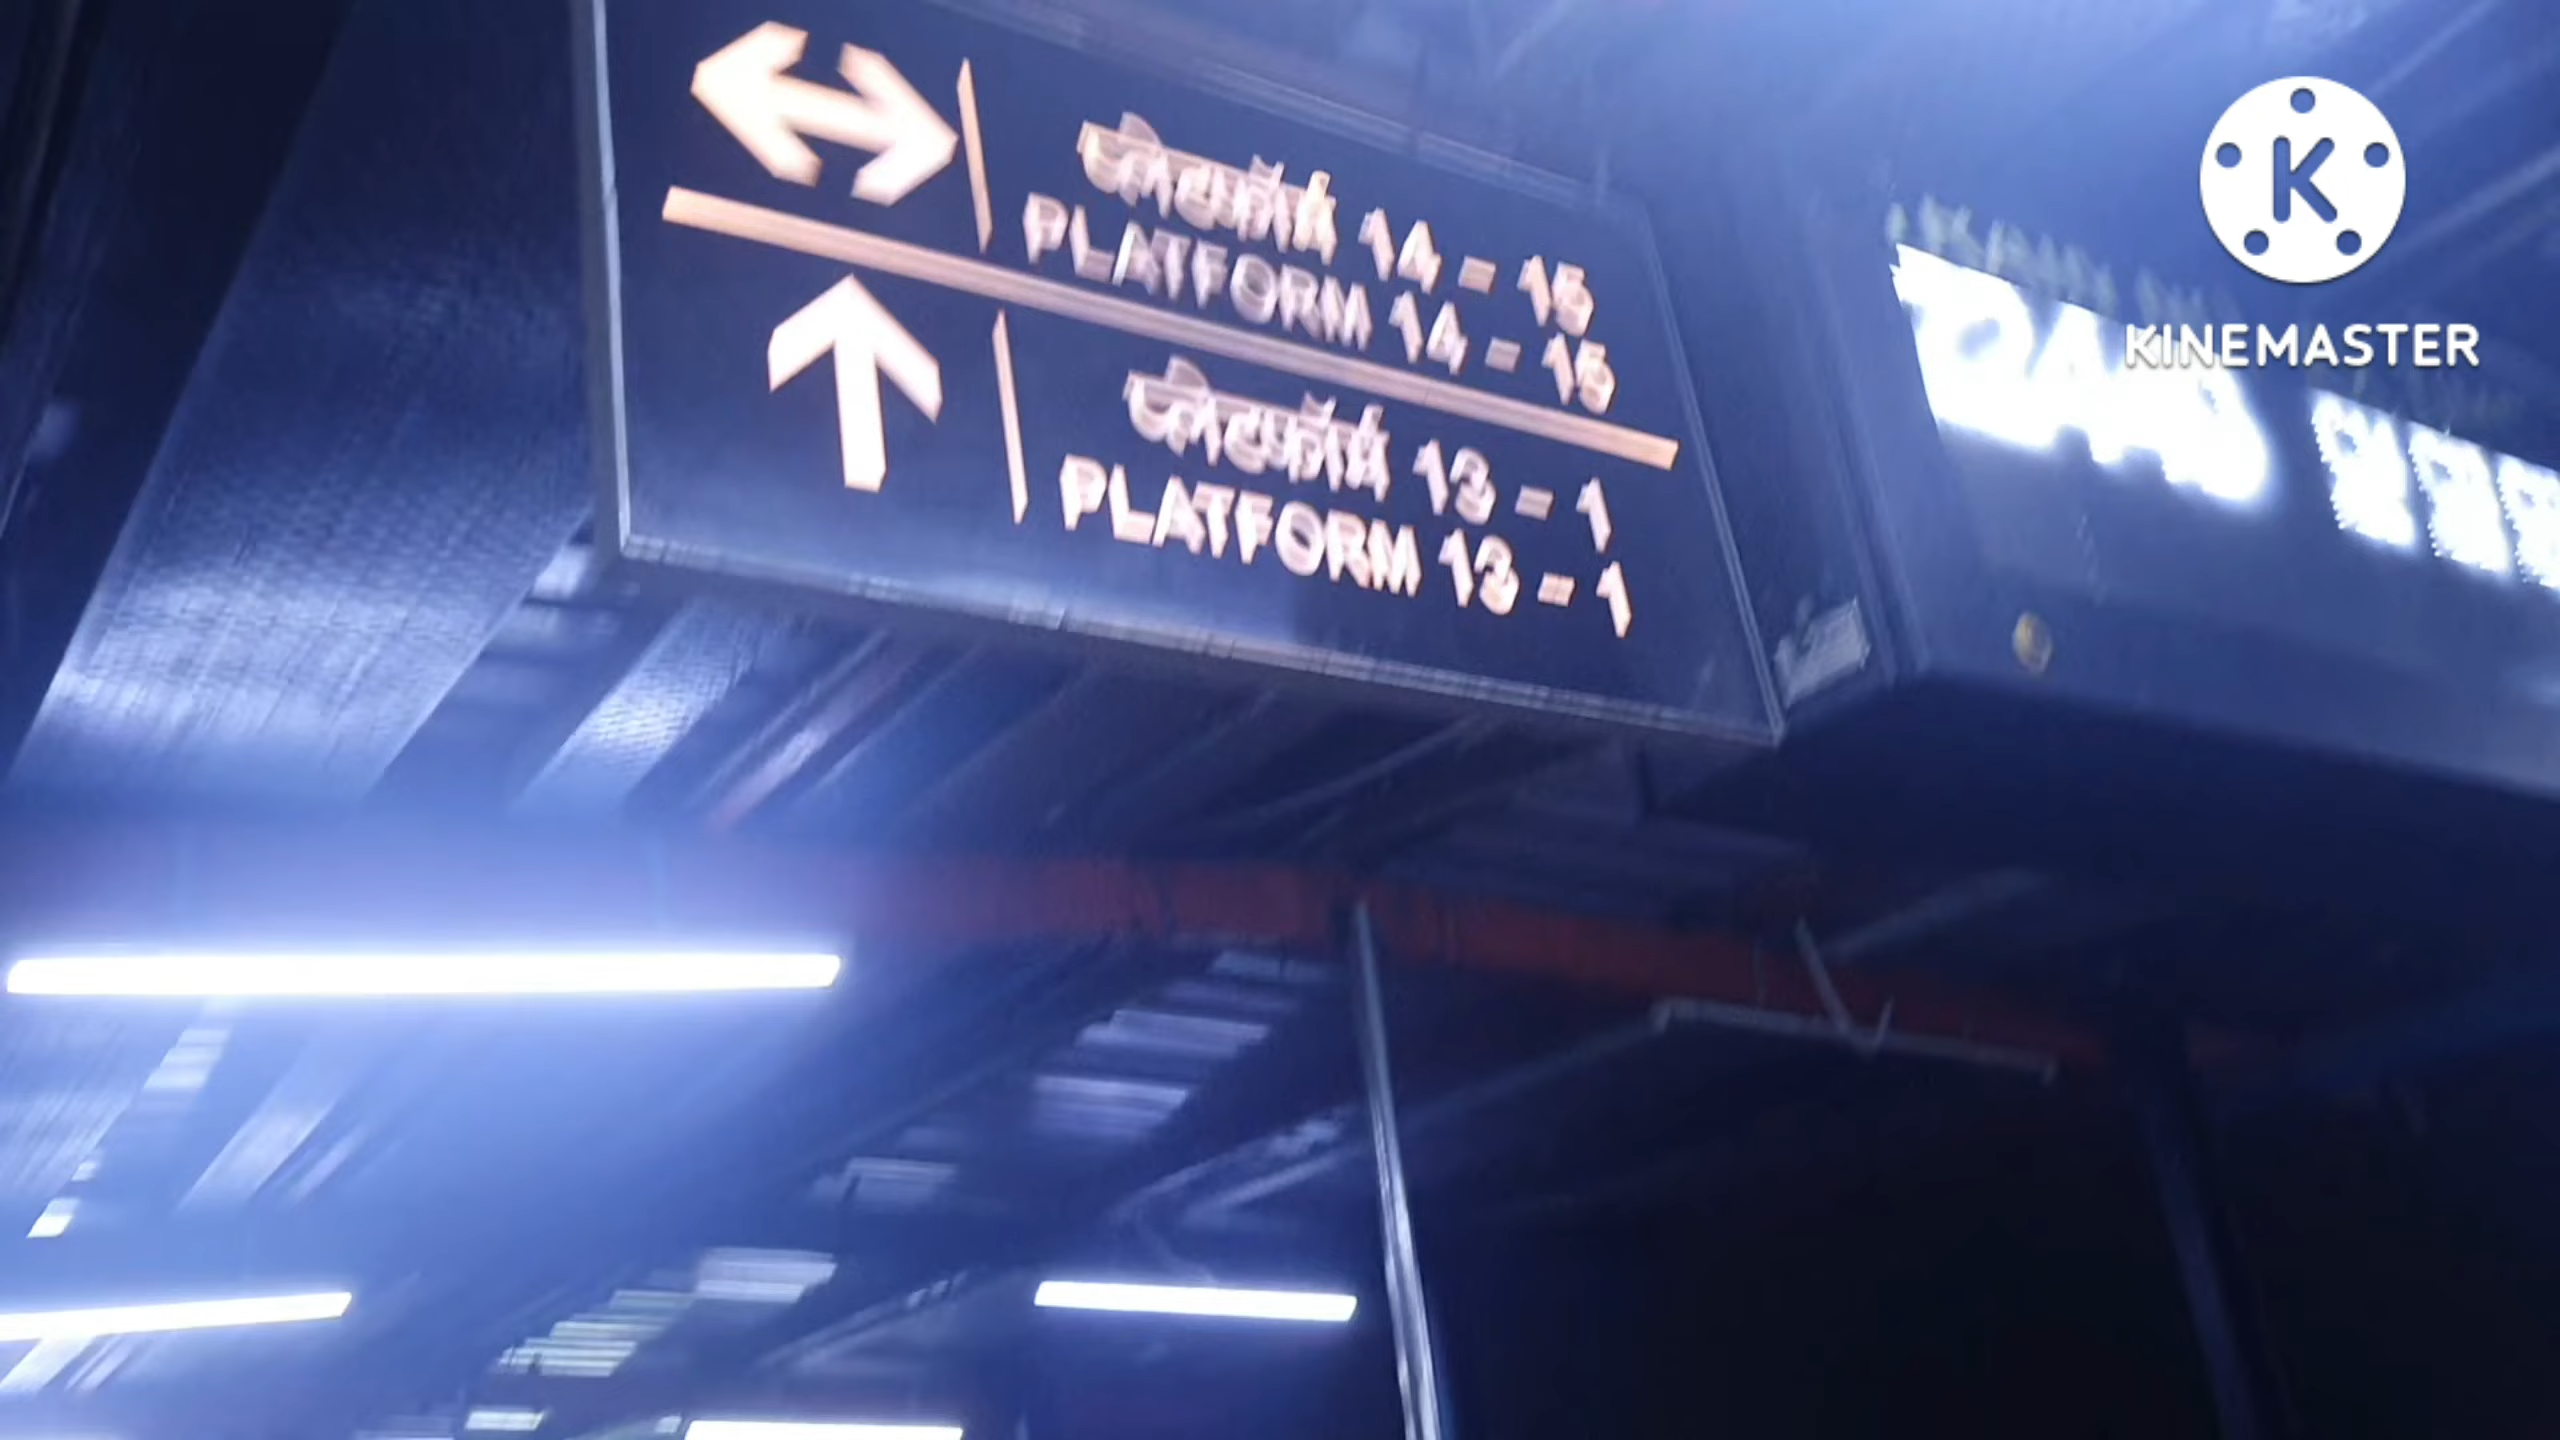 प्लेटफॉर्म 14 - 15
PLATFORM 14 - 15
प्लेटफॉर्म 13 - 1
PLATFORM 13 - 1
K
KINEMASTER